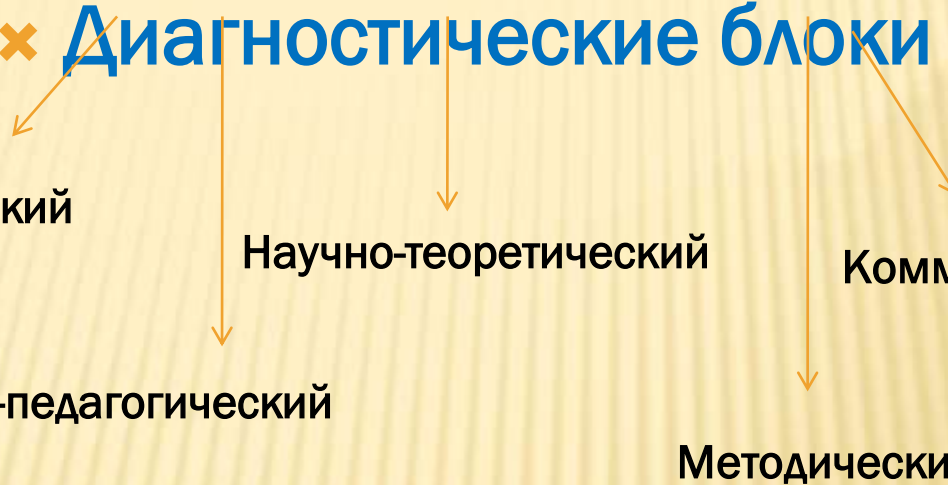 Диагностические блоки
кий
Научно-теоретический
Комм
-педагогический
Методически